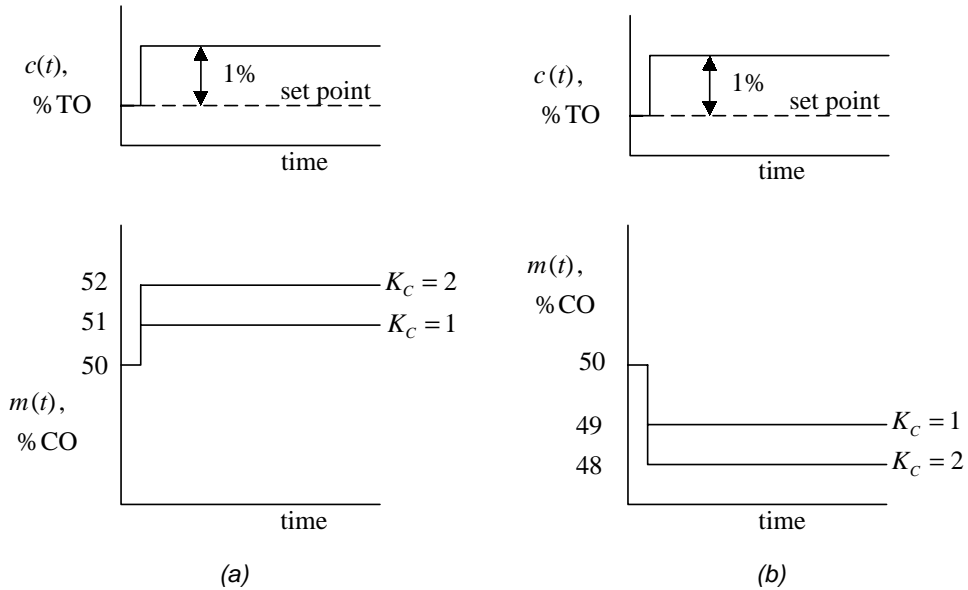 c(t),
% TO
1%
set point
time
m(t),
% CO
52
51
50
K_C = 2
K_C = 1
time
(a)
c(t),
% TO
1%
set point
time
m(t),
% CO
50
49
48
K_C = 1
K_C = 2
time
(b)